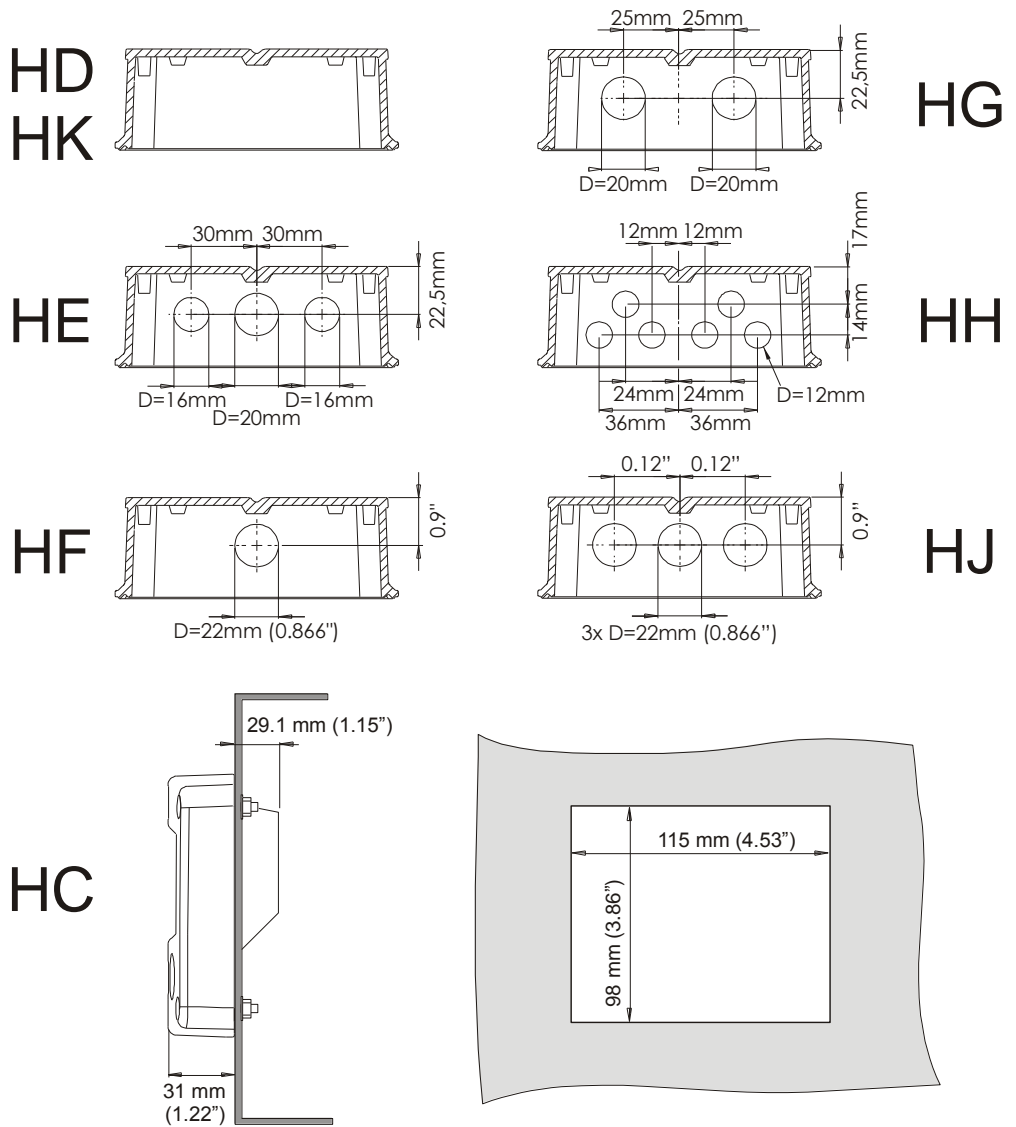 HD
HK
25mm 25mm
22,5mm
D=20mm D=20mm
HG
HE
30mm 30mm
22,5mm
D=16mm D=16mm
D=20mm
12mm 12mm
17mm
14mm
24mm 24mm
D=12mm
36mm 36mm
HH
HF
0.9"
D=22mm (0.866")
0.12” 0.12”
0.9”
3x D=22mm (0.866”)
HJ
HC
29.1 mm (1.15”)
31 mm
(1.22”)
115 mm (4.53”)
98 mm (3.86”)